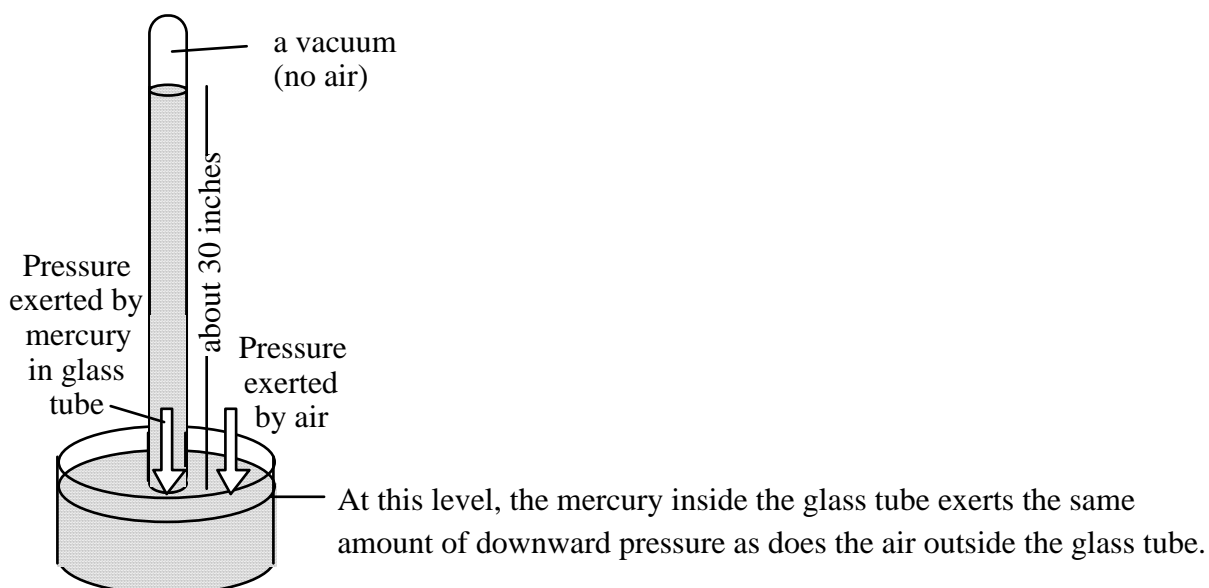 a vacuum
(no air)
about 30 inches
Pressure
exerted by
mercury
in glass
tube
Pressure
exerted
by air
At this level, the mercury inside the glass tube exerts the same
amount of downward pressure as does the air outside the glass tube.